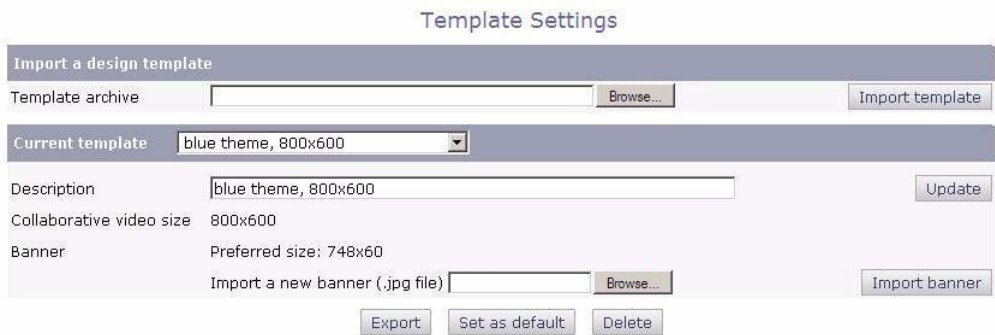 Template Settings
Import a design template
Template archive Browse... Import template
Current template blue theme, 800x600
Description blue theme, 800x600 Update
Collaborative video size 800x600
Banner Preferred size: 748x60
Import a new banner (.jpg file) Browse... Import banner
Export Set as default Delete